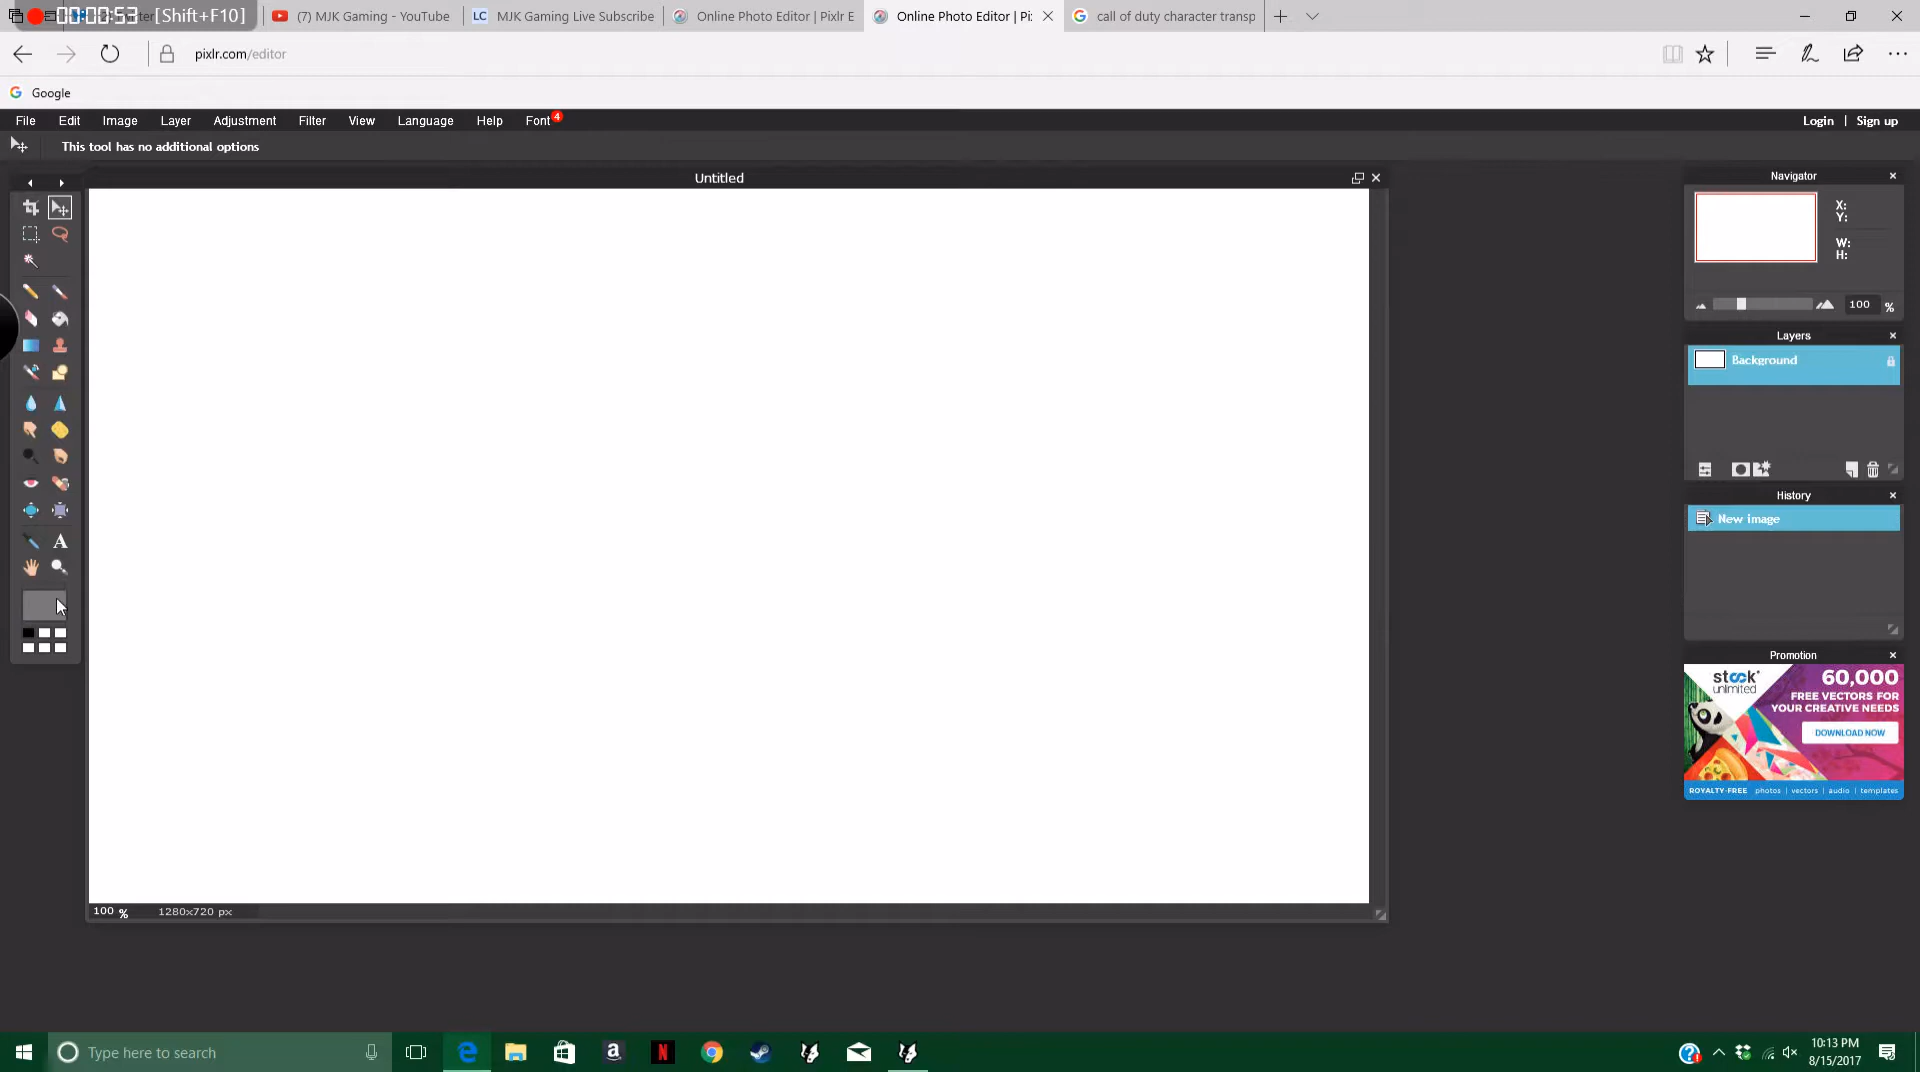 00:00:53 [Shift+F10]
(7) MJK Gaming - YouTube
LC MJK Gaming Live Subscribe
Online Photo Editor | Pixlr E
Online Photo Editor | Pix
call of duty character transp
pixlr.com/editor
Google
File Edit Image Layer Adjustment Filter View Language Help Font 4
Login | Sign up
This tool has no additional options
Untitled
Navigator
X:
Y:
W:
H:
100 %
Layers
Background
History
New image
Promotion
stock unlimited
60,000
FREE VECTORS FOR
YOUR CREATIVE NEEDS
DOWNLOAD NOW
ROYALTY-FREE photos | vectors | audio | templates
A
100 % 1280x720 px
Type here to search
10:13 PM
8/15/2017